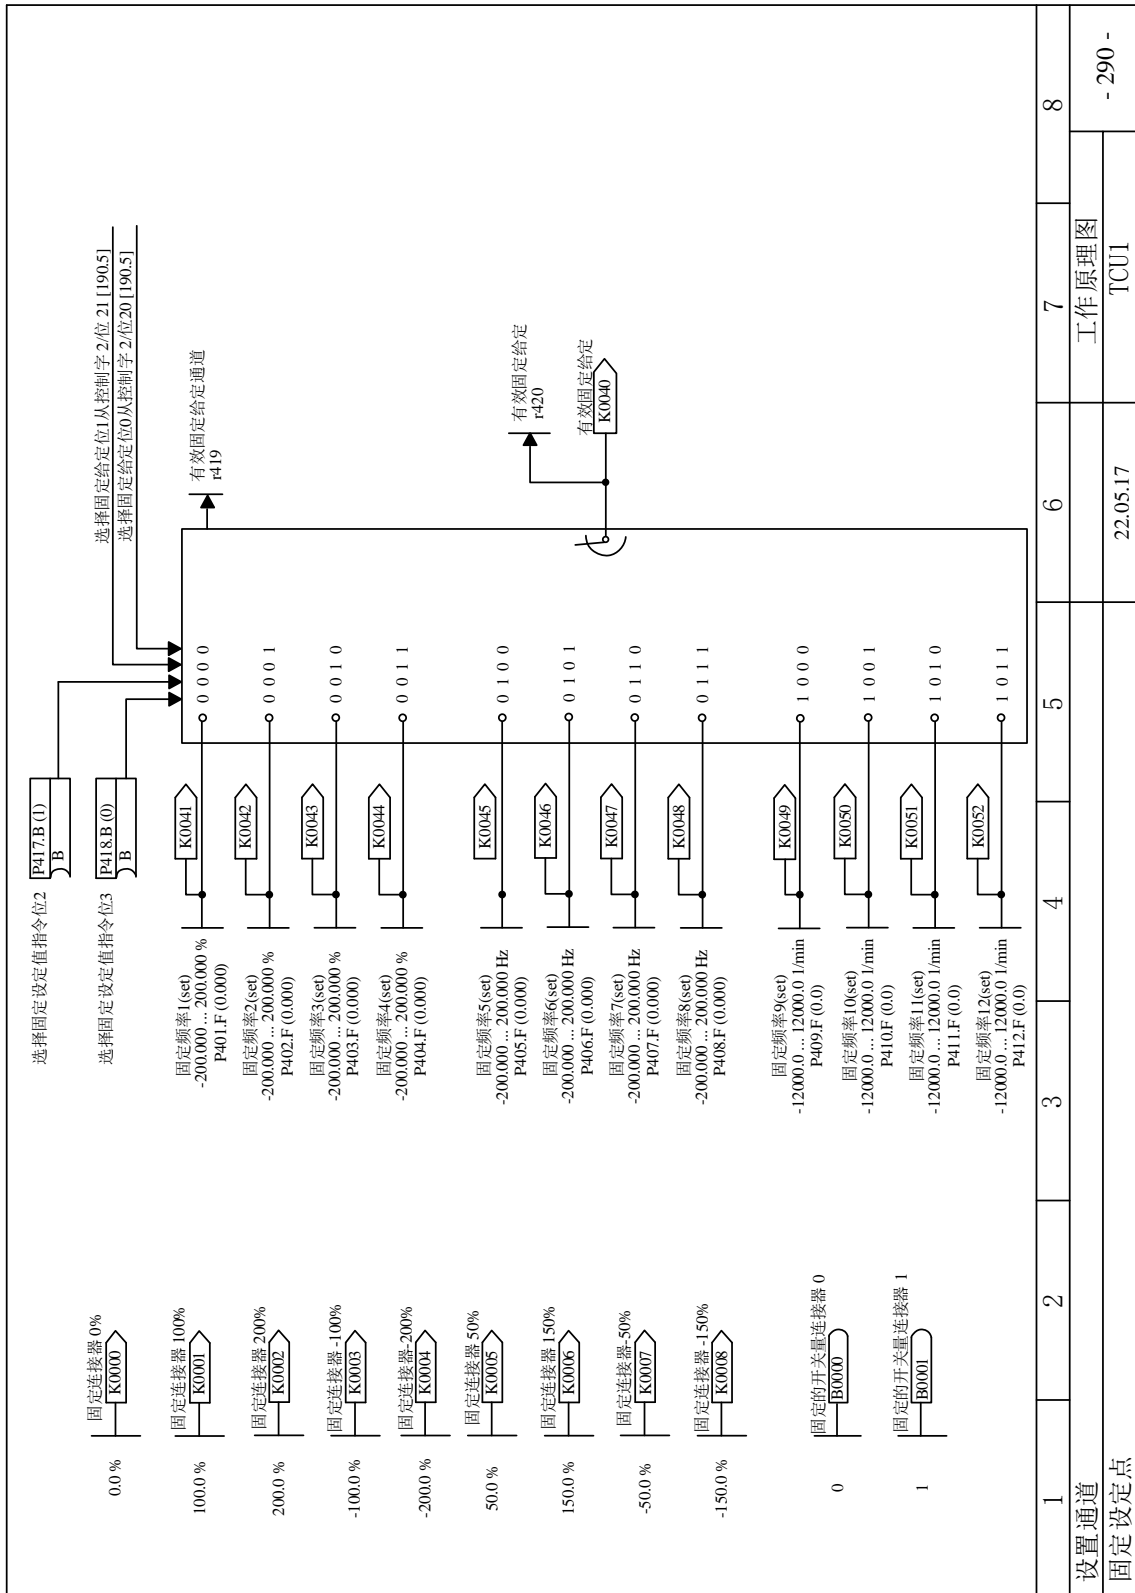 固定连接器 0%
0.0 %
K0000
固定连接器 100%
100.0 %
K0001
固定连接器 200%
200.0 %
K0002
固定连接器 -100%
-100.0 %
K0003
固定连接器-200%
-200.0 %
K0004
固定连接器 50%
50.0 %
K0005
固定连接器 150%
150.0 %
K0006
固定连接器-50%
-50.0 %
K0007
固定连接器 -150%
-150.0 %
K0008
固定的开关量连接器 0
0
B0000
固定的开关量连接器 1
1
B0001
选择固定设定值指令位2
P417.B (1)
B
选择固定设定值指令位3
P418.B (0)
B
选择固定给定位1从控制字 2/位 21 [190.5]
选择固定给定位0从控制字 2/位20 [190.5]
固定频率1(set)
-200.000 ... 200.000 %
P401.F (0.000)
K0041
0 0 0 0
固定频率2(set)
-200.000 ... 200.000 %
P402.F (0.000)
K0042
0 0 0 1
固定频率3(set)
-200.000 ... 200.000 %
P403.F (0.000)
K0043
0 0 1 0
固定频率4(set)
-200.000 ... 200.000 %
P404.F (0.000)
K0044
0 0 1 1
固定频率5(set)
-200.000 ... 200.000 Hz
P405.F (0.000)
K0045
0 1 0 0
固定频率6(set)
-200.000 ... 200.000 Hz
P406.F (0.000)
K0046
0 1 0 1
固定频率7(set)
-200.000 ... 200.000 Hz
P407.F (0.000)
K0047
0 1 1 0
固定频率8(set)
-200.000 ... 200.000 Hz
P408.F (0.000)
K0048
0 1 1 1
固定频率9(set)
-12000.0 ... 12000.0 1/min
P409.F (0.0)
K0049
1 0 0 0
固定频率10(set)
-12000.0 ... 12000.0 1/min
P410.F (0.0)
K0050
1 0 0 1
固定频率11(set)
-12000.0 ... 12000.0 1/min
P411.F (0.0)
K0051
1 0 1 0
固定频率12(set)
-12000.0 ... 12000.0 1/min
P412.F (0.0)
K0052
1 0 1 1
有效固定给定通道
r419
有效固定给定
r420
有效固定给定
K0040
1 2 3 4 5 6 7 8
设置通道
工作原理图
- 290 -
固定设定点
22.05.17
TCU1